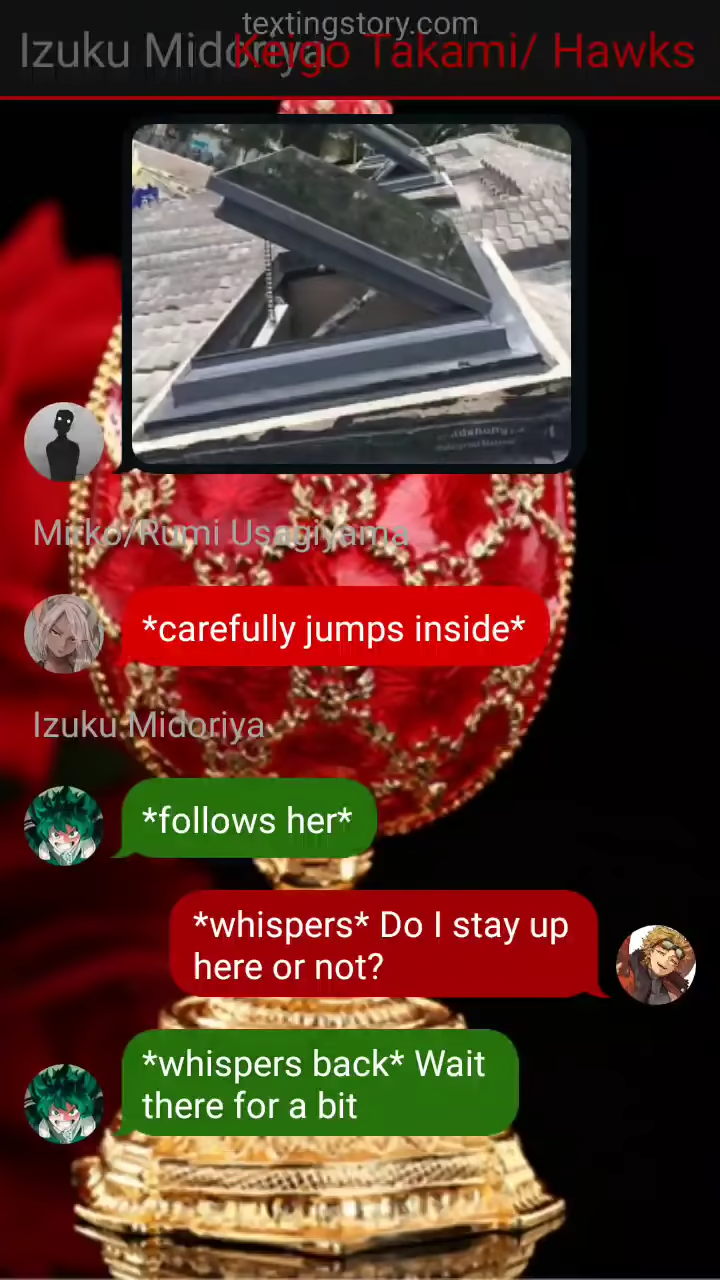 textingstory.com
Izuku Midoriya
Keigo Takami/ Hawks
Mirko/Rumi Usagiyama
*carefully jumps inside*
Izuku Midoriya
*follows her*
*whispers* Do I stay up
here or not?
*whispers back* Wait
there for a bit